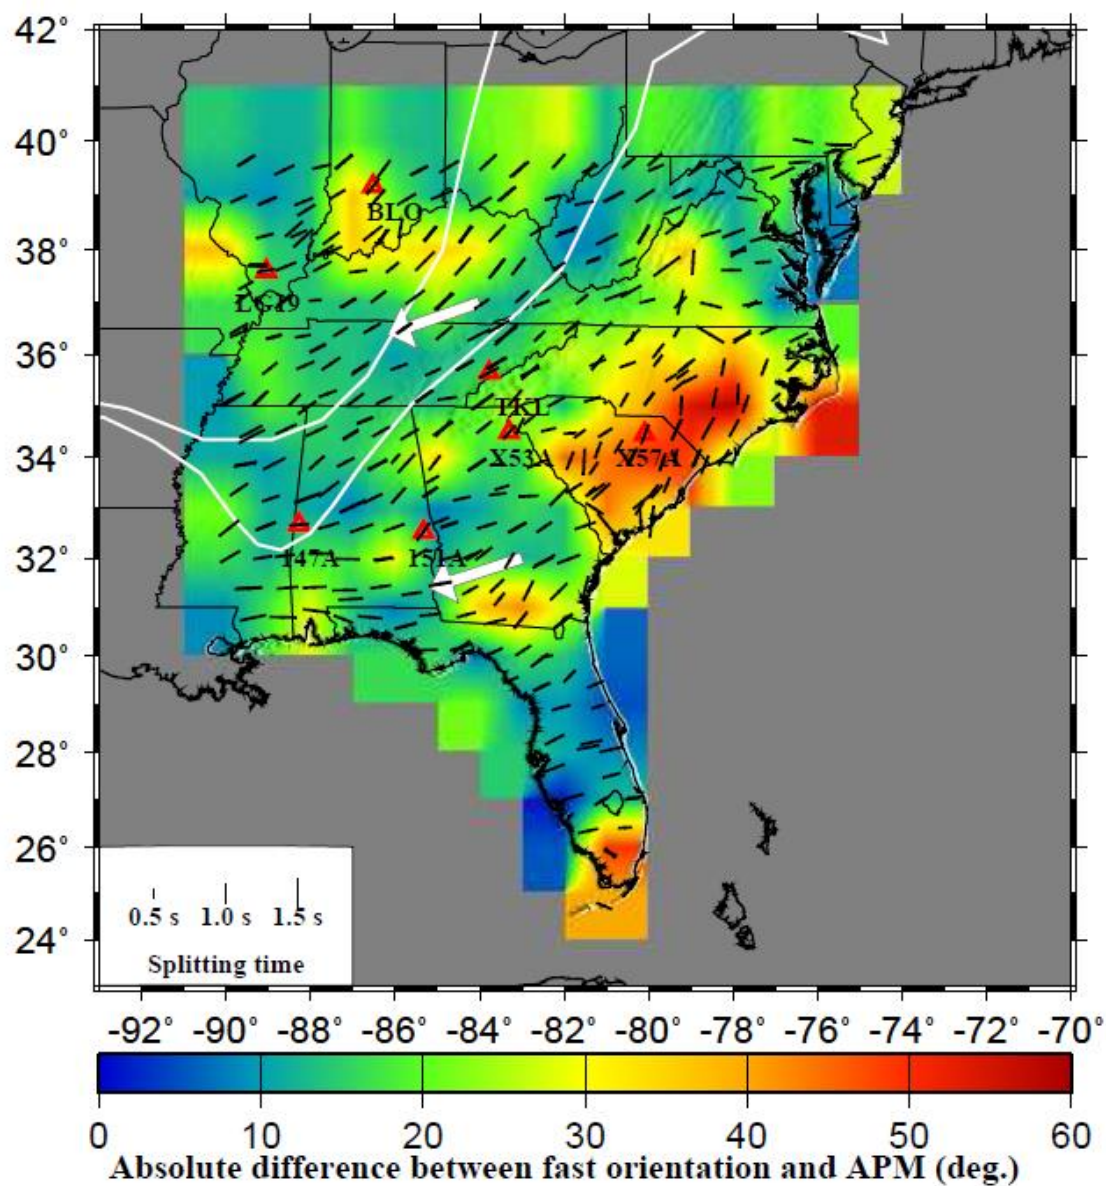 42°
40°
38°
36°
34°
32°
30°
28°
26°
24°
BLO
TKL
X53A
X57A
147A
151A
0.5 s 1.0 s 1.5 s
Splitting time
-92° -90° -88° -86° -84° -82° -80° -78° -76° -74° -72° -70°
0 10 20 30 40 50 60
Absolute difference between fast orientation and APM (deg.)